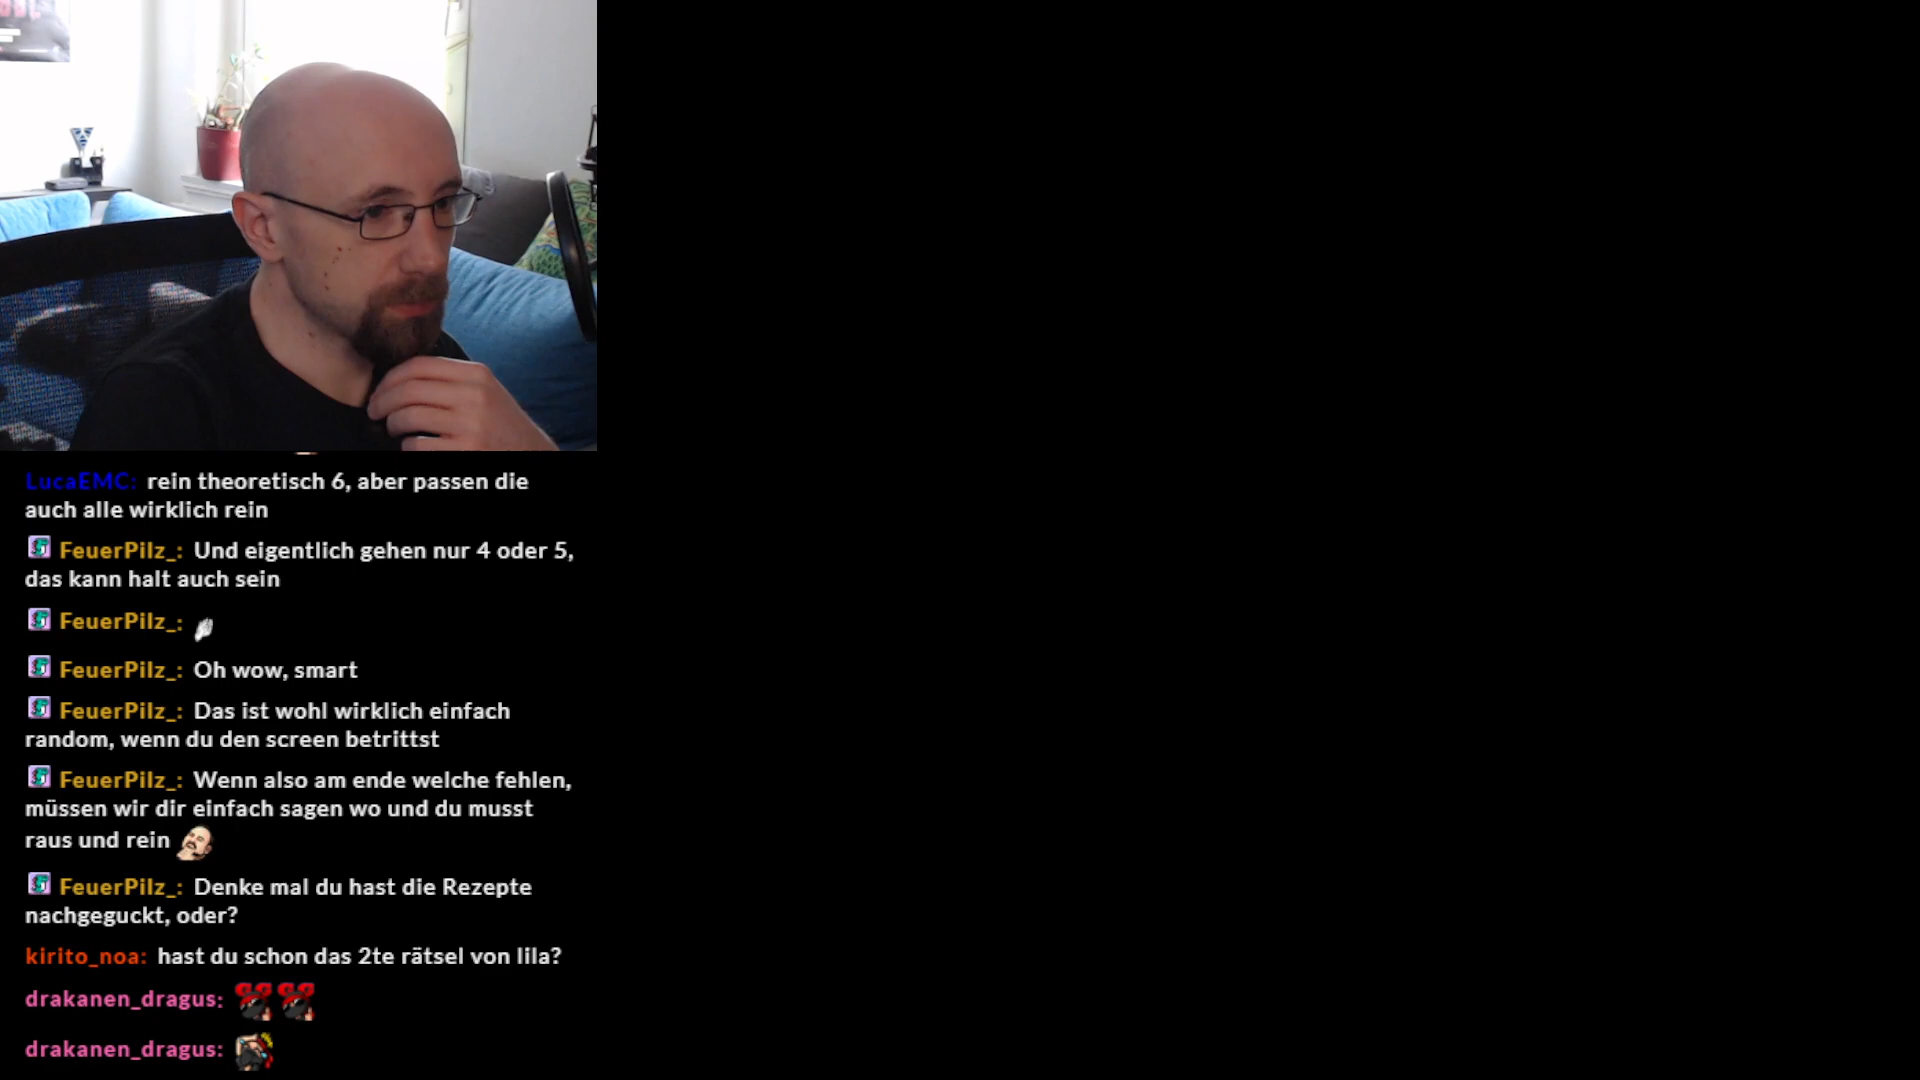 LucaEMC: rein theoretisch 6, aber passen die
auch alle wirklich rein
FeuerPilz_: Und eigentlich gehen nur 4 oder 5,
das kann halt auch sein
FeuerPilz_:
FeuerPilz_: Oh wow, smart
FeuerPilz_: Das ist wohl wirklich einfach
random, wenn du den screen betrittst
FeuerPilz_: Wenn also am ende welche fehlen,
müssen wir dir einfach sagen wo und du musst
raus und rein
FeuerPilz_: Denke mal du hast die Rezepte
nachgeguckt, oder?
kirito_noa: hast du schon das 2te rätsel von lila?
drakanen_dragus:
drakanen_dragus: